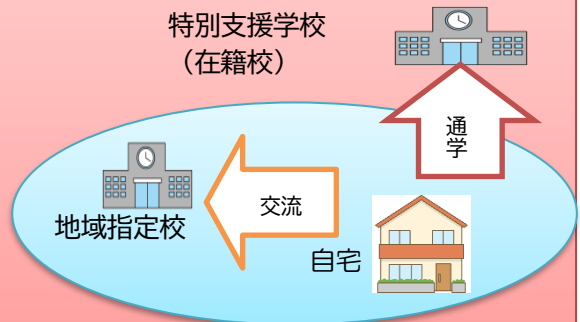 特別支援学校
（在籍校）
通学
交流
地域指定校
自宅